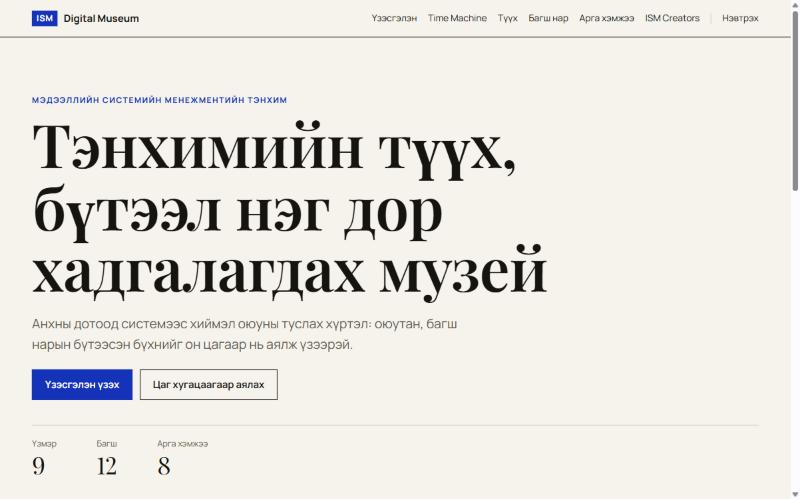 ISM Digital Museum
Үзэсгэлэн Time Machine Түүх Багш нар Арга хэмжээ ISM Creators Нэвтрэх
МЭДЭЭЛЛИЙН СИСТЕМИЙН МЕНЕЖМЕНТИЙН ТЭНХИМ
Тэнхимийн түүх,
бүтээл нэг дор
хадгалагдах музей
Анхны дотоод системээс хиймэл оюуны туслах хүртэл: оюутан, багш
нарын бүтээсэн бүхнийг он цагаар нь аялж үзээрэй.
Үзэсгэлэн үзэх Цаг хугацаагаар аялах
Үзмэр Багш Арга хэмжээ
9 12 8